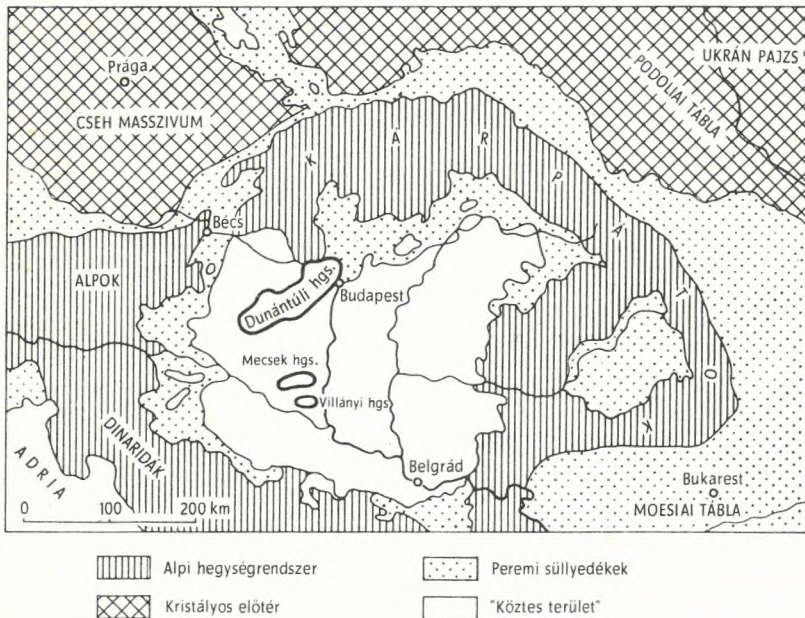 Prága
CSEH MASSZIVUM
UKRÁN PAJZS
PODOLIAI TÁBLA
KÁRPÁTOK
Bécs
ALPOK
Dunántúli hgs.
Budapest
Mecsek hgs.
Villányi hgs.
DINARIDÁK
ADRIA
Belgrád
Bukarest
MOESIAI TÁBLA
0 100 200 km
Alpi hegységrendszer
Peremi süllyedékek
Kristályos előtér
"Köztes terület"